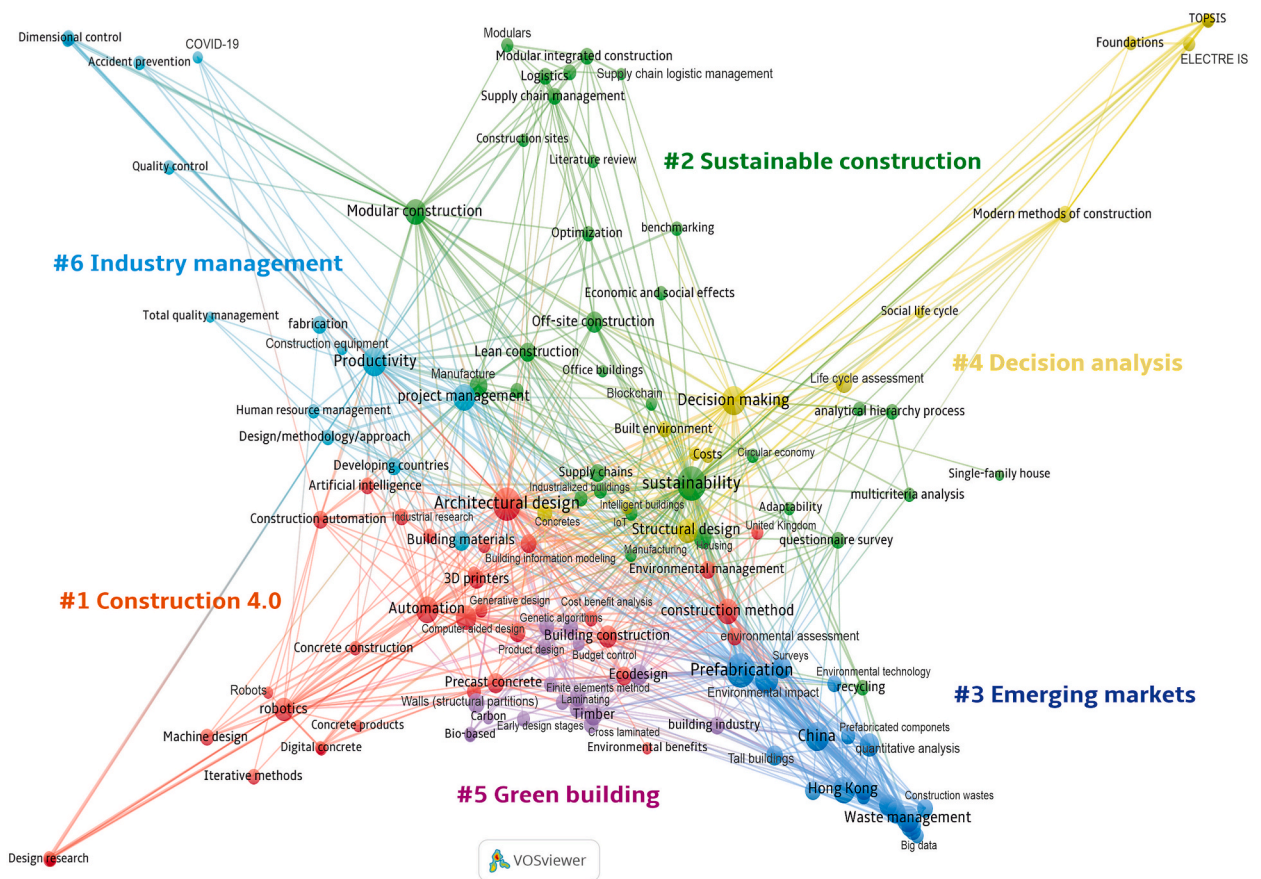 TOPSIS
Modulars
Dimensional control
COVID-19
Foundations
Modular integrated construction
ELECTRE IS
Accident prevention
Logistics
Supply chain logistic management
Supply chain management
Construction sites
Literature review
#2 Sustainable construction
Quality control
Modular construction
Modern methods of construction
Optimization
benchmarking
#6 Industry management
Economic and social effects
Social life cycle
Total quality management
fabrication
Off-site construction
Construction equipment
Lean construction
Productivity
#4 Decision analysis
Manufacture
Office buildings
Life cycle assessment
project management
Blockchain
Decision making
Human resource management
analytical hierarchy process
Built environment
Design/methodology/approach
Costs
Circular economy
Developing countries
Supply chains
Single-family house
Artificial intelligence
Industrialized buildings
sustainability
multicriteria analysis
Architectural design
Intelligent buildings
Adaptability
Construction automation
Industrial research
Concretes
IoT
Structural design
United Kingdom
Building materials
Manufacturing
Housing
questionnaire survey
Building information modeling
Environmental management
3D printers
#1 Construction 4.0
Generative design
Cost benefit analysis
Automation
construction method
Genetic algorithms
Computer aided design
Building construction
environmental assessment
Concrete construction
Product design
Budget control
Surveys
Prefabrication
Environmental technology
Ecodesign
Precast concrete
Finite elements method
Environmental impact
recycling
#3 Emerging markets
Robots
Walls (structural partitions)
Laminating
robotics
Carbon
Timber
Concrete products
Early design stages
building industry
Prefabricated componets
Machine design
Bio-based
Cross laminated
China
Digital concrete
Environmental benefits
quantitative analysis
Tall buildings
Iterative methods
#5 Green building
Hong Kong
Construction wastes
Waste management
Big data
Design research
VOSviewer